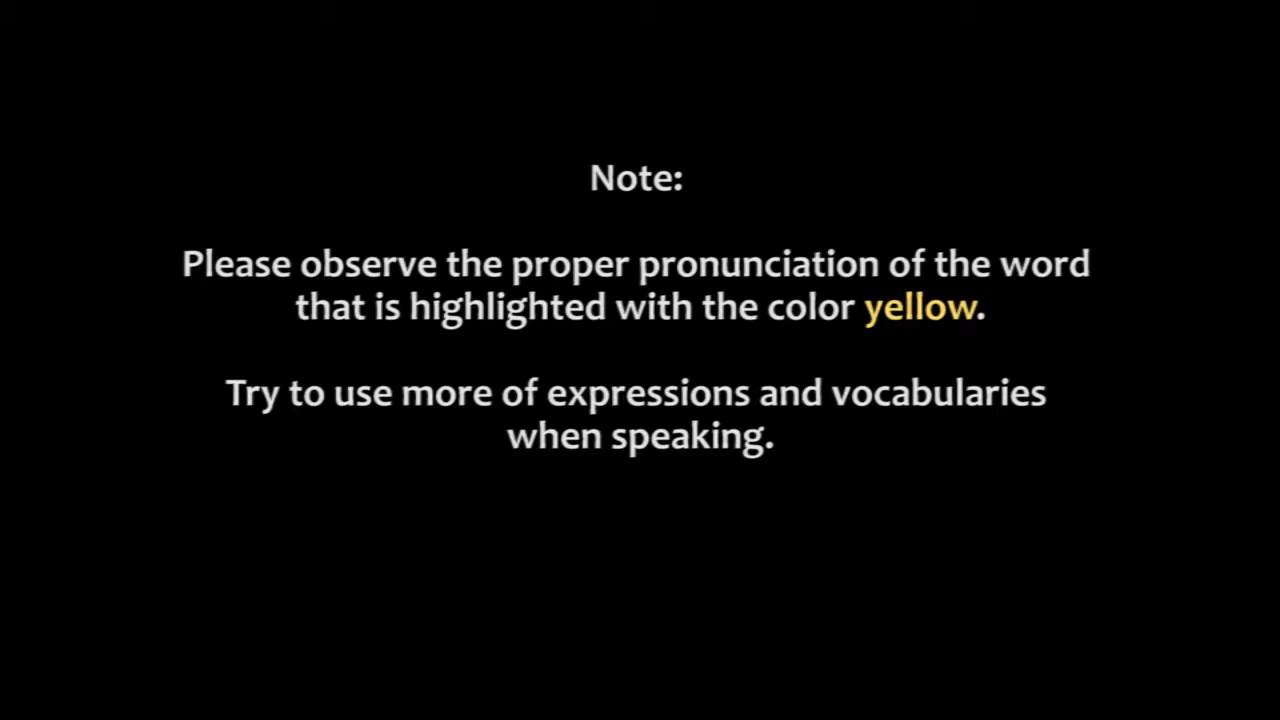 Note:
Please observe the proper pronunciation of the word
that is highlighted with the color yellow.
Try to use more of expressions and vocabularies
when speaking.